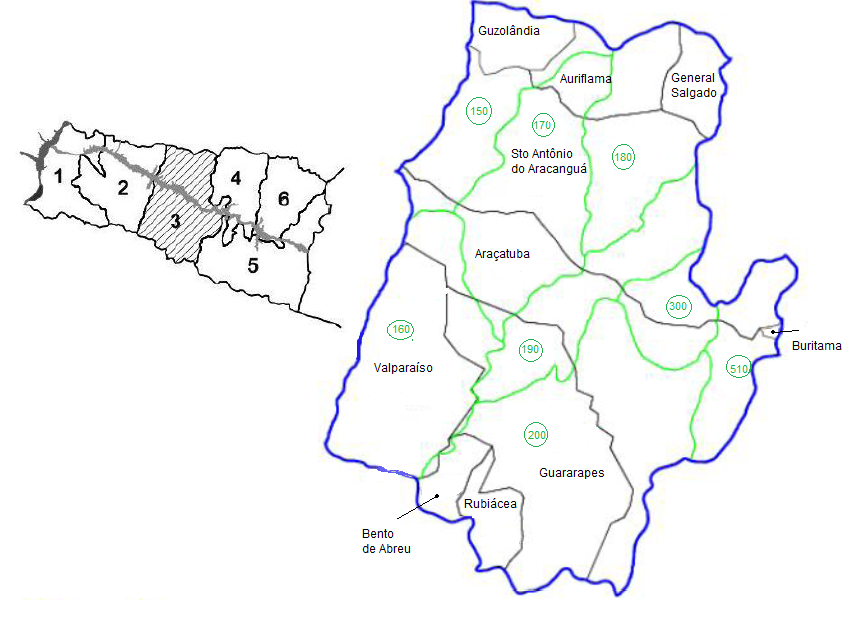 Guzolândia
Auriflama
General
Salgado
150
170
Sto Antônio
do Aracanguá
180
1
2
3
4
6
5
Araçatuba
300
Buritama
160
Valparaíso
190
510
200
Guararapes
Rubiácea
Bento
de Abreu